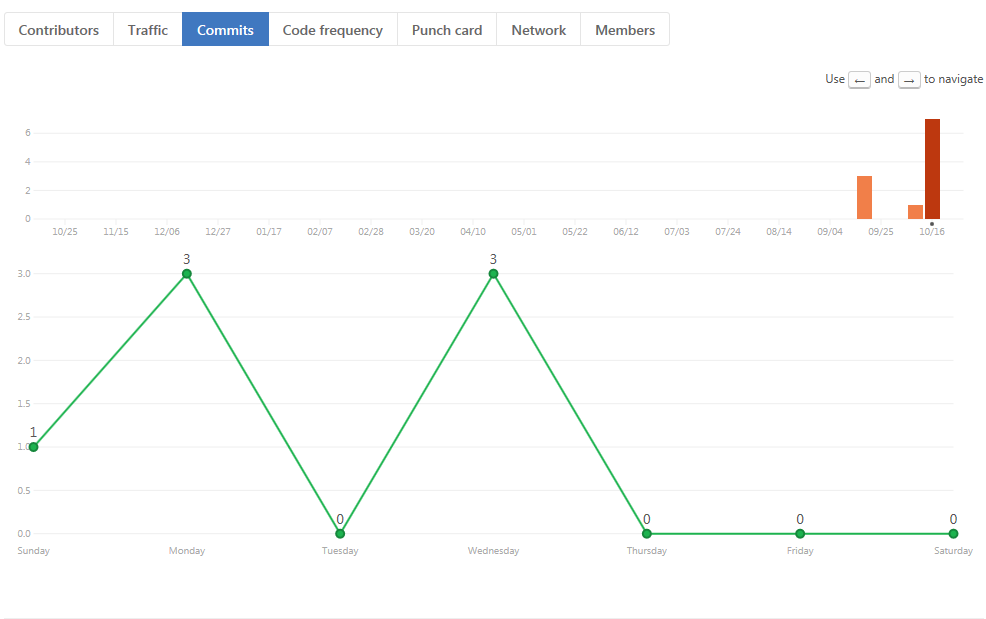 Contributors Traffic Commits Code frequency Punch card Network Members
Use ← and → to navigate
6
4
2
0
10/25 11/15 12/06 12/27 01/17 02/07 02/28 03/20 04/10 05/01 05/22 06/12 07/03 07/24 08/14 09/04 09/25 10/16
3 3
3.0
2.5
2.0
1.5
1
1.0
0.5
0 0 0 0
0.0
Sunday Monday Tuesday Wednesday Thursday Friday Saturday